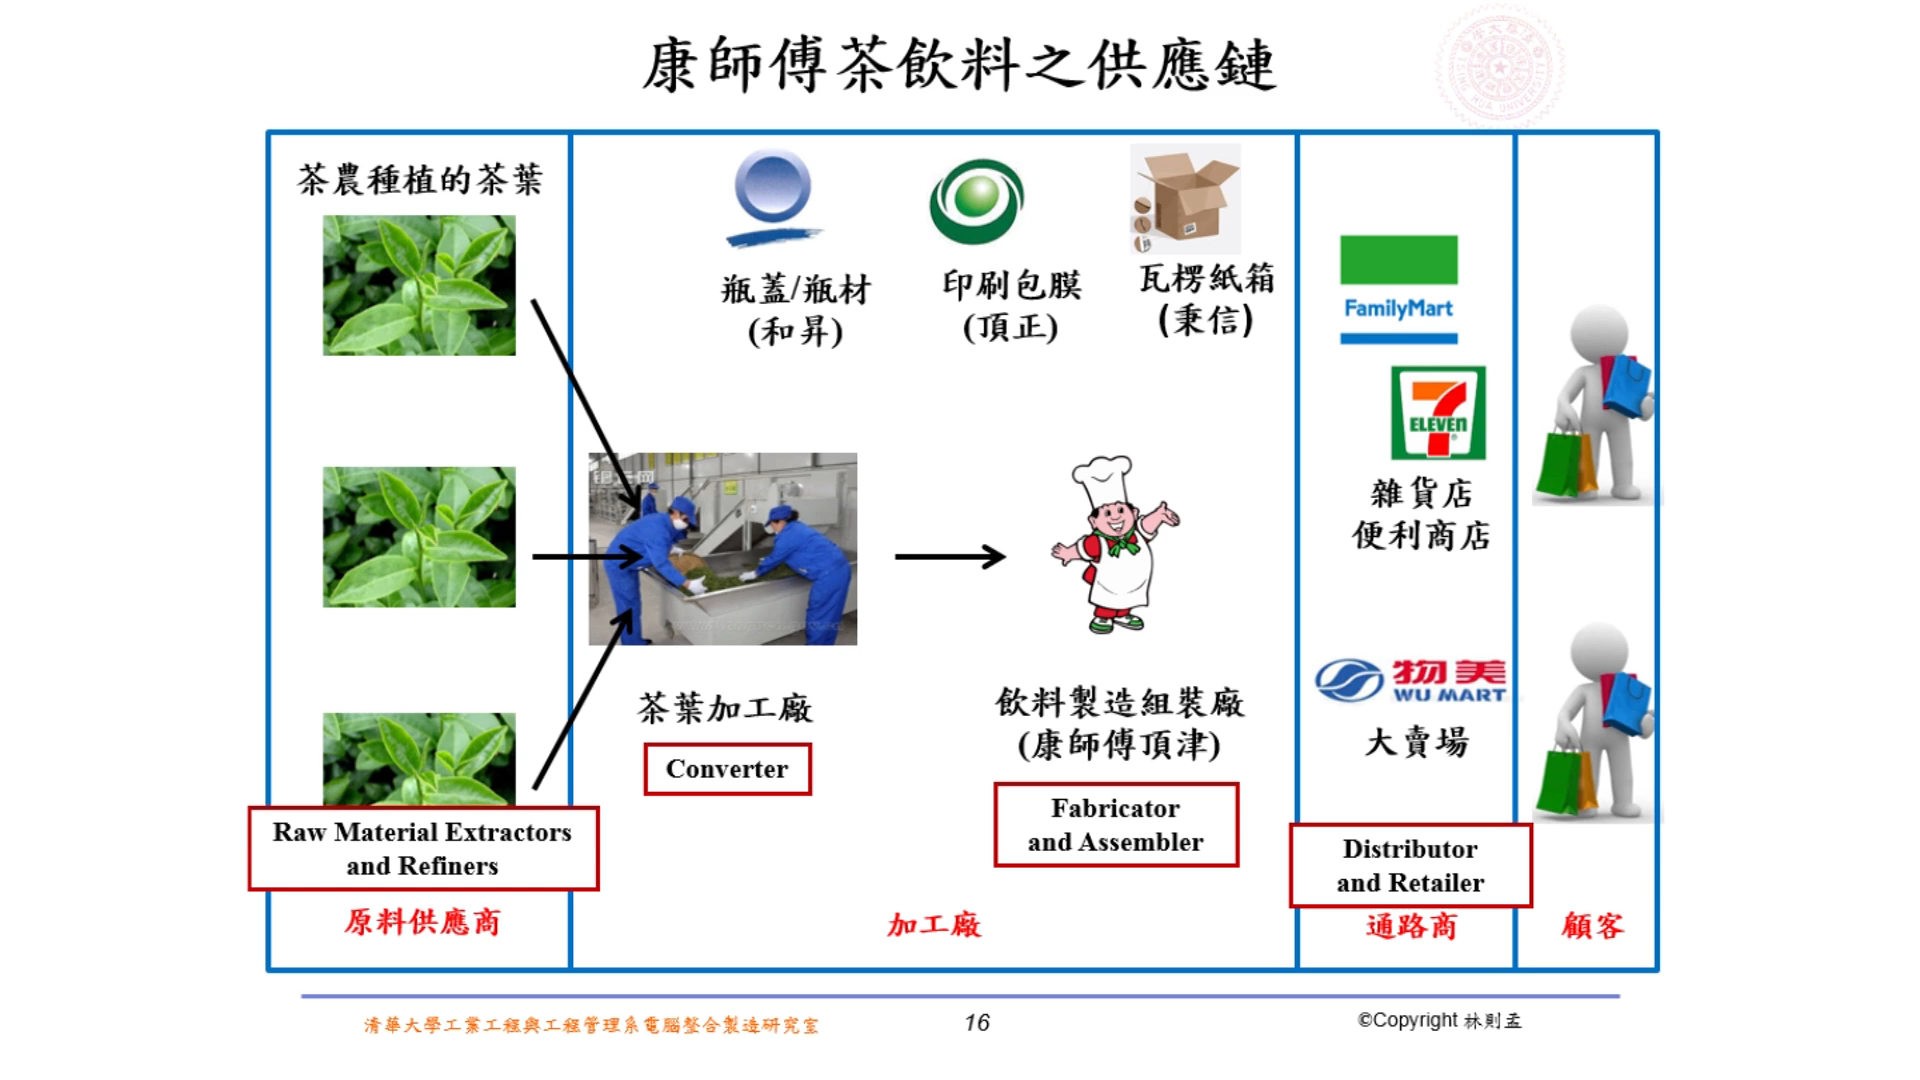 康師傅茶飲料之供應鏈
茶農種植的茶葉
瓶蓋/瓶材
(和昇)
印刷包膜
(頂正)
瓦楞紙箱
(秉信)
FamilyMart
7
ELEVEN
雜貨店
便利商店
茶葉加工廠
Converter
飲料製造組裝廠
(康師傅頂津)
Fabricator
and Assembler
物美
WU MART
大賣場
Raw Material Extractors
and Refiners
Distributor
and Retailer
原料供應商
加工廠
通路商
顧客
清華大學工業工程與工程管理系電腦整合製造研究室
16
©Copyright 林則孟